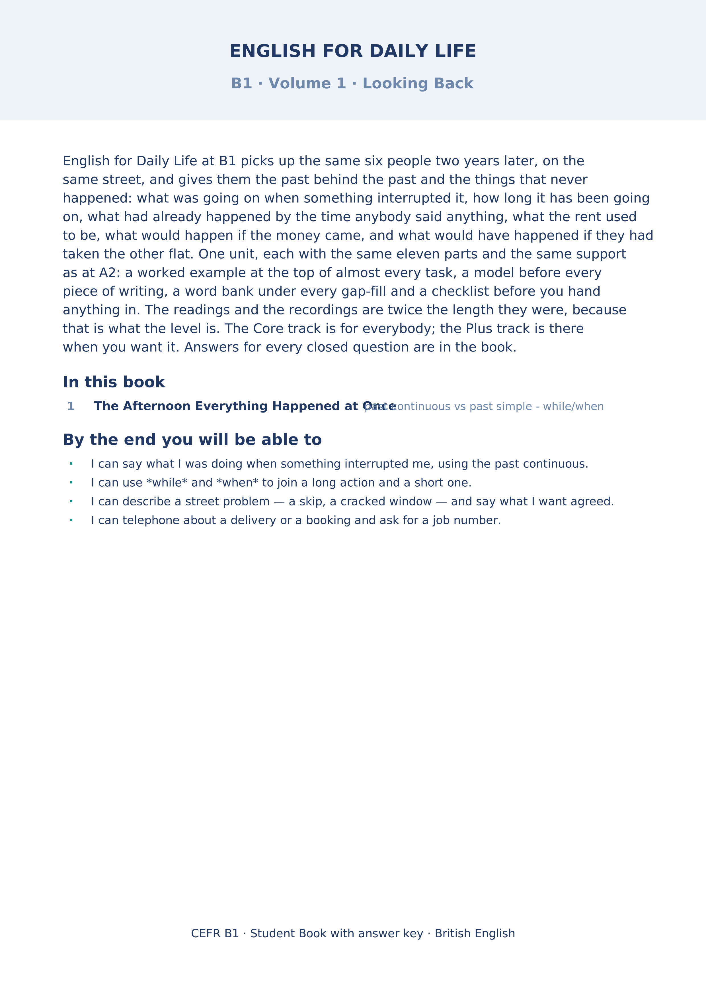 ENGLISH FOR DAILY LIFE
B1 · Volume 1 · Looking Back
English for Daily Life at B1 picks up the same six people two years later, on the
same street, and gives them the past behind the past and the things that never
happened: what was going on when something interrupted it, how long it has been going
on, what had already happened by the time anybody said anything, what the rent used
to be, what would happen if the money came, and what would have happened if they had
taken the other flat. One unit, each with the same eleven parts and the same support
as at A2: a worked example at the top of almost every task, a model before every
piece of writing, a word bank under every gap-fill and a checklist before you hand
anything in. The readings and the recordings are twice the length they were, because
that is what the level is. The Core track is for everybody; the Plus track is there
when you want it. Answers for every closed question are in the book.
In this book
1 The Afternoon Everything Happened at Once past continuous vs past simple - while/when
By the end you will be able to
· I can say what I was doing when something interrupted me, using the past continuous.
· I can use *while* and *when* to join a long action and a short one.
· I can describe a street problem — a skip, a cracked window — and say what I want agreed.
· I can telephone about a delivery or a booking and ask for a job number.
CEFR B1 · Student Book with answer key · British English